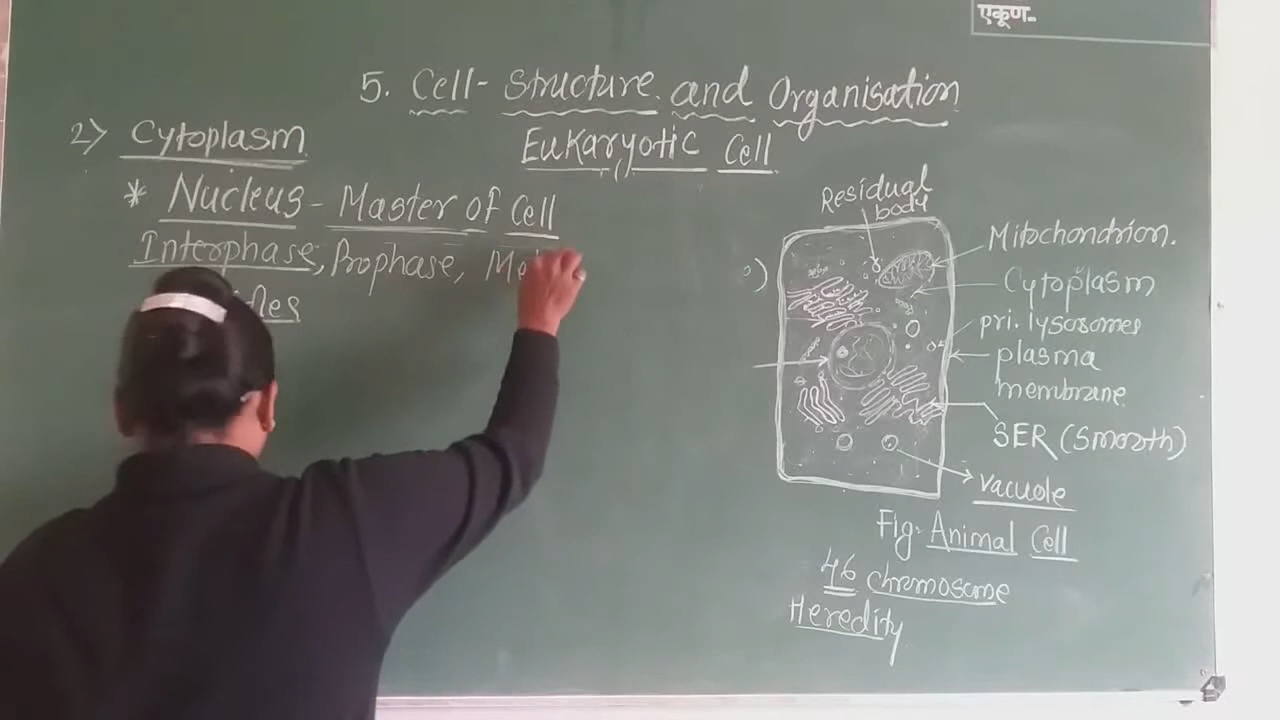 एकूण-
5. Cell- Structure and Organisation
2) Cytoplasm
Eukaryotic Cell
* Nucleus - Master of Cell
Interphase, Prophase, Me
Residual
body
Mitochondrion.
Cytoplasm
pri. lysosomes
plasma
membrane
SER (Smooth)
vacuole
Fig. Animal Cell
46 chromosome
Heredity